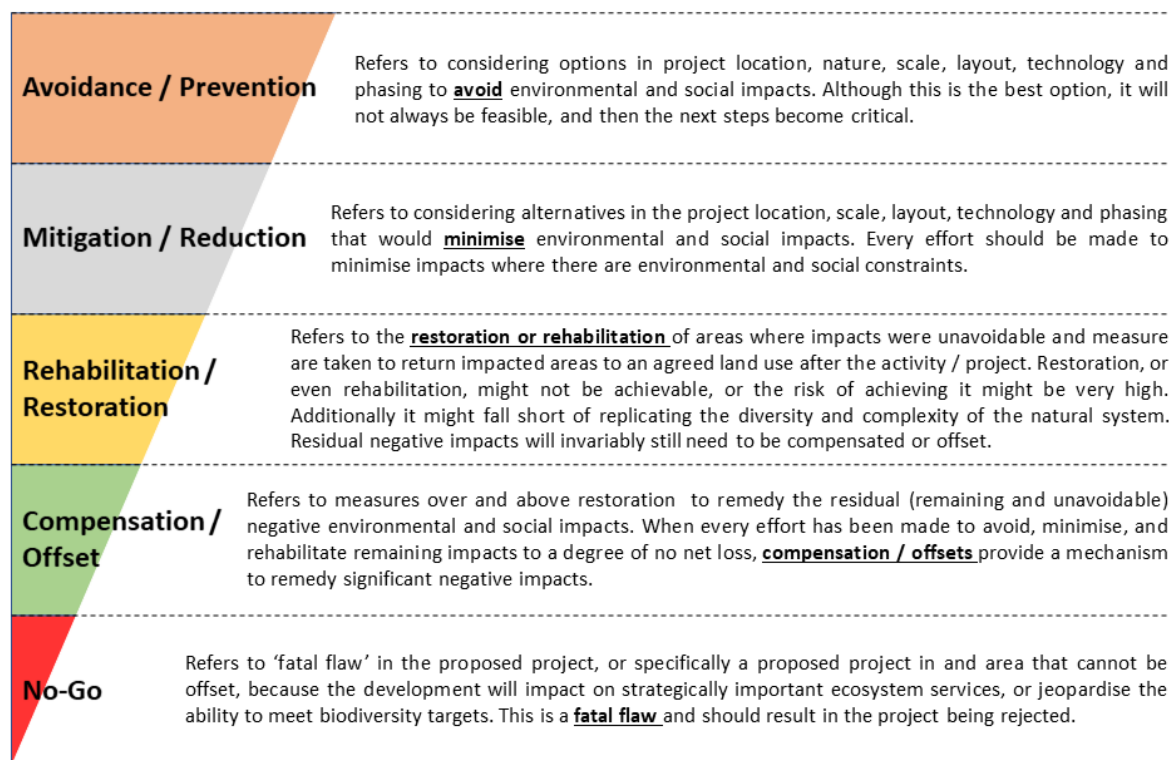 Avoidance / Prevention
Refers to considering options in project location, nature, scale, layout, technology and
phasing to avoid environmental and social impacts. Although this is the best option, it will
not always be feasible, and then the next steps become critical.
Mitigation / Reduction
Refers to considering alternatives in the project location, scale, layout, technology and phasing
that would minimise environmental and social impacts. Every effort should be made to
minimise impacts where there are environmental and social constraints.
Rehabilitation /
Restoration
Refers to the restoration or rehabilitation of areas where impacts were unavoidable and measure
are taken to return impacted areas to an agreed land use after the activity / project. Restoration, or
even rehabilitation, might not be achievable, or the risk of achieving it might be very high.
Additionally it might fall short of replicating the diversity and complexity of the natural system.
Residual negative impacts will invariably still need to be compensated or offset.
Compensation /
Offset
Refers to measures over and above restoration to remedy the residual (remaining and unavoidable)
negative environmental and social impacts. When every effort has been made to avoid, minimise, and
rehabilitate remaining impacts to a degree of no net loss, compensation / offsets provide a mechanism
to remedy significant negative impacts.
No-Go
Refers to ‘fatal flaw’ in the proposed project, or specifically a proposed project in and area that cannot be
offset, because the development will impact on strategically important ecosystem services, or jeopardise the
ability to meet biodiversity targets. This is a fatal flaw and should result in the project being rejected.